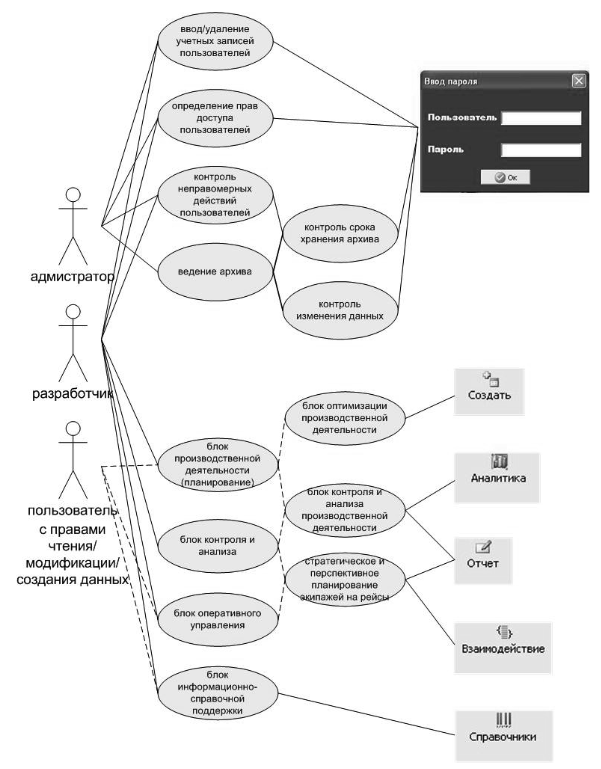 ввод/удаление
учетных записей
пользователей
Ввод пароля
Пользователь
Пароль
Ок
определение прав
доступа
пользователей
контроль
неправомерных
действий
пользователей
контроль срока
хранения архива
ведение архива
контроль
изменения данных
адмистратор
разработчик
пользователь
с правами
чтения/
модификации/
создания данных
блок оптимизации
производственной
деятельности
Создать
блок
производственной
деятельности
(планирование)
Аналитика
блок контроля и
анализа
производственной
деятельности
блок контроля и
анализа
Отчет
стратегическое и
перспективное
планирование
экипажей на рейсы
блок оперативного
управления
Взаимодействие
блок
информационно-
справочной
поддержки
Справочники